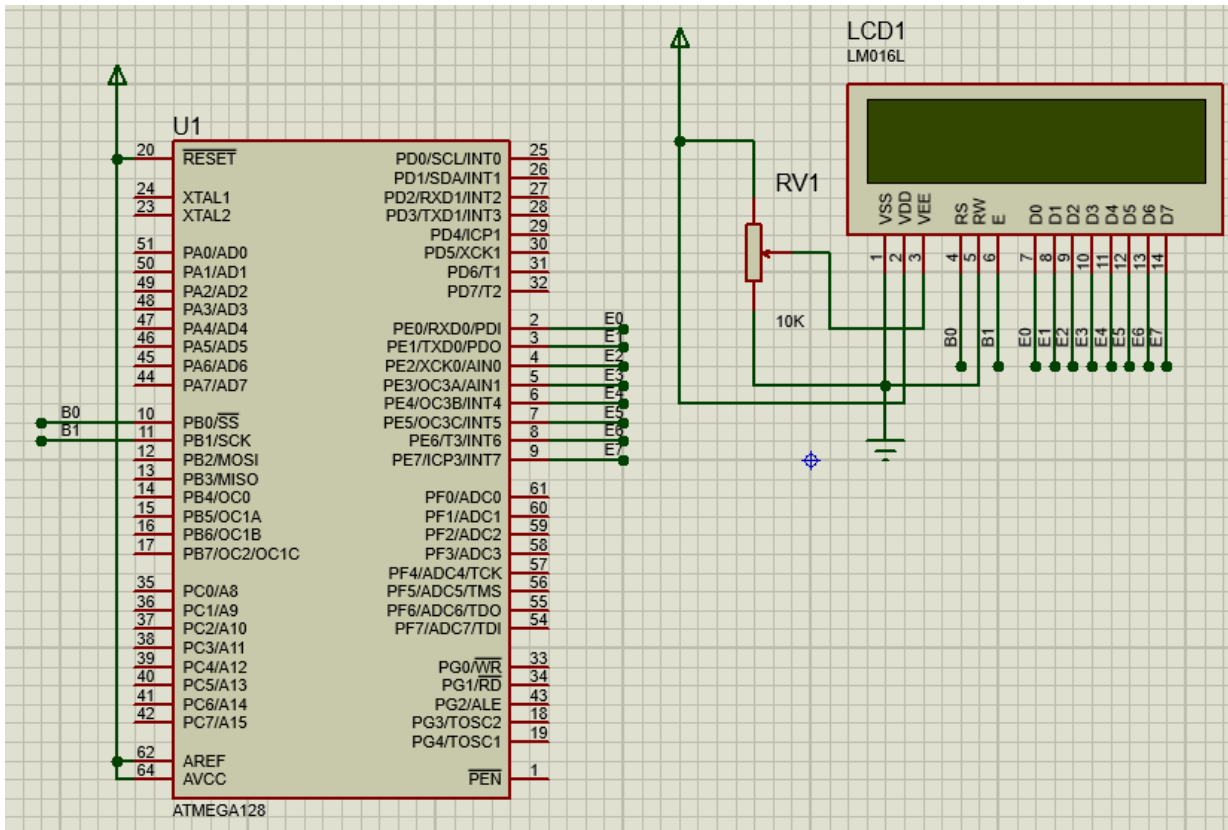 LCD1
LM016L
U1
20 RESET
24 XTAL1
23 XTAL2
51 PA0/AD0
50 PA1/AD1
49 PA2/AD2
48 PA3/AD3
47 PA4/AD4
46 PA5/AD5
45 PA6/AD6
44 PA7/AD7
B0 10 PB0/SS
B1 11 PB1/SCK
12 PB2/MOSI
13 PB3/MISO
14 PB4/OC0
15 PB5/OC1A
16 PB6/OC1B
17 PB7/OC2/OC1C
35 PC0/A8
36 PC1/A9
37 PC2/A10
38 PC3/A11
39 PC4/A12
40 PC5/A13
41 PC6/A14
42 PC7/A15
62 AREF
64 AVCC
PD0/SCL/INT0 25
PD1/SDA/INT1 26
PD2/RXD1/INT2 27
PD3/TXD1/INT3 28
PD4/ICP1 29
PD5/XCK1 30
PD6/T1 31
PD7/T2 32
PE0/RXD0/PDI 2 E0
PE1/TXD0/PDO 3 E1
PE2/XCK0/AIN0 4 E2
PE3/OC3A/AIN1 5 E3
PE4/OC3B/INT4 6 E4
PE5/OC3C/INT5 7 E5
PE6/T3/INT6 8 E6
PE7/ICP3/INT7 9 E7
PF0/ADC0 61
PF1/ADC1 60
PF2/ADC2 59
PF3/ADC3 58
PF4/ADC4/TCK 57
PF5/ADC5/TMS 56
PF6/ADC6/TDO 55
PF7/ADC7/TDI 54
PG0/WR 33
PG1/RD 34
PG2/ALE 43
PG3/TOSC2 18
PG4/TOSC1 19
PEN 1
ATMEGA128
RV1
10K
VSS VDD VEE RS RW E D0 D1 D2 D3 D4 D5 D6 D7
1 2 3 4 5 6 7 8 9 10 11 12 13 14
B0 B1 E0 E1 E2 E3 E4 E5 E6 E7